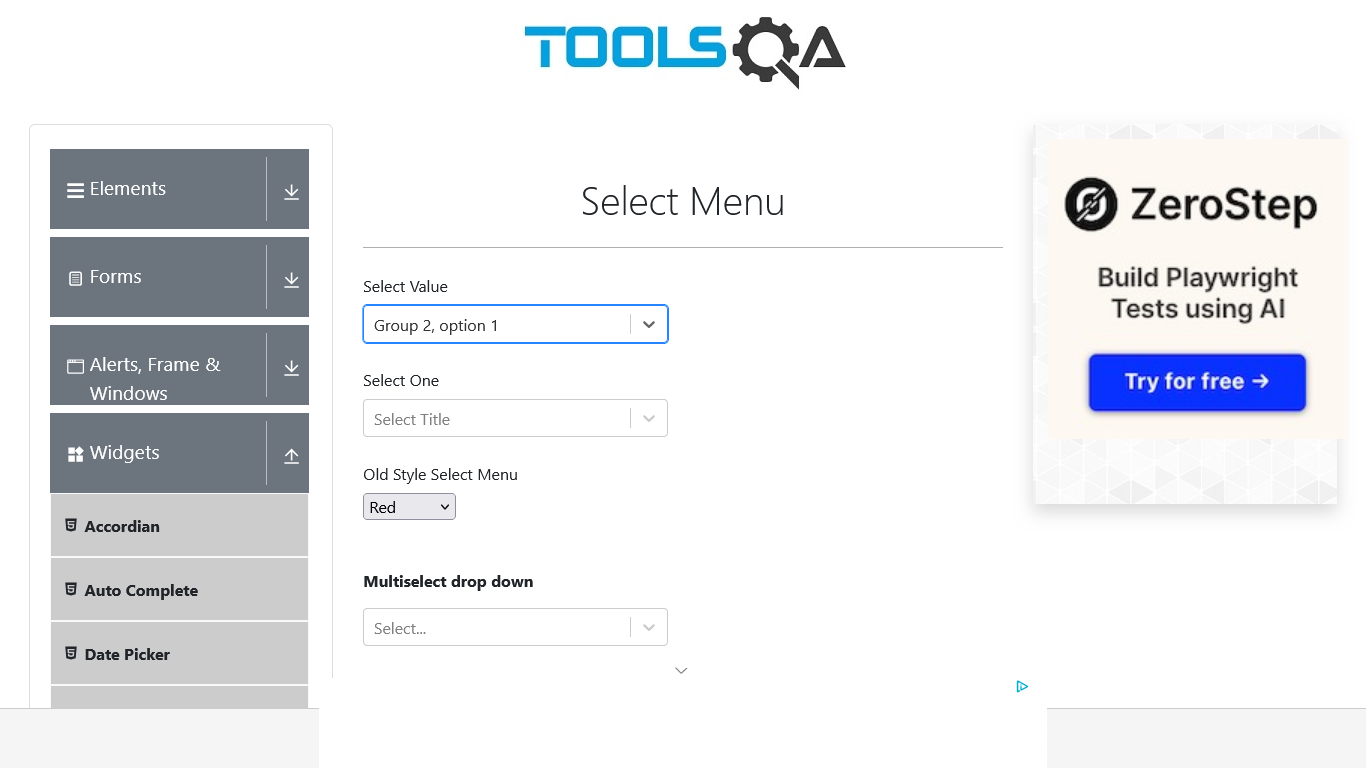 TOOLSQA
Elements
Forms
Alerts, Frame &
Windows
Widgets
Accordian
Auto Complete
Date Picker
Select Menu
Select Value
Group 2, option 1
Select One
Select Title
Old Style Select Menu
Red
Multiselect drop down
Select...
ZeroStep
Build Playwright
Tests using AI
Try for free →